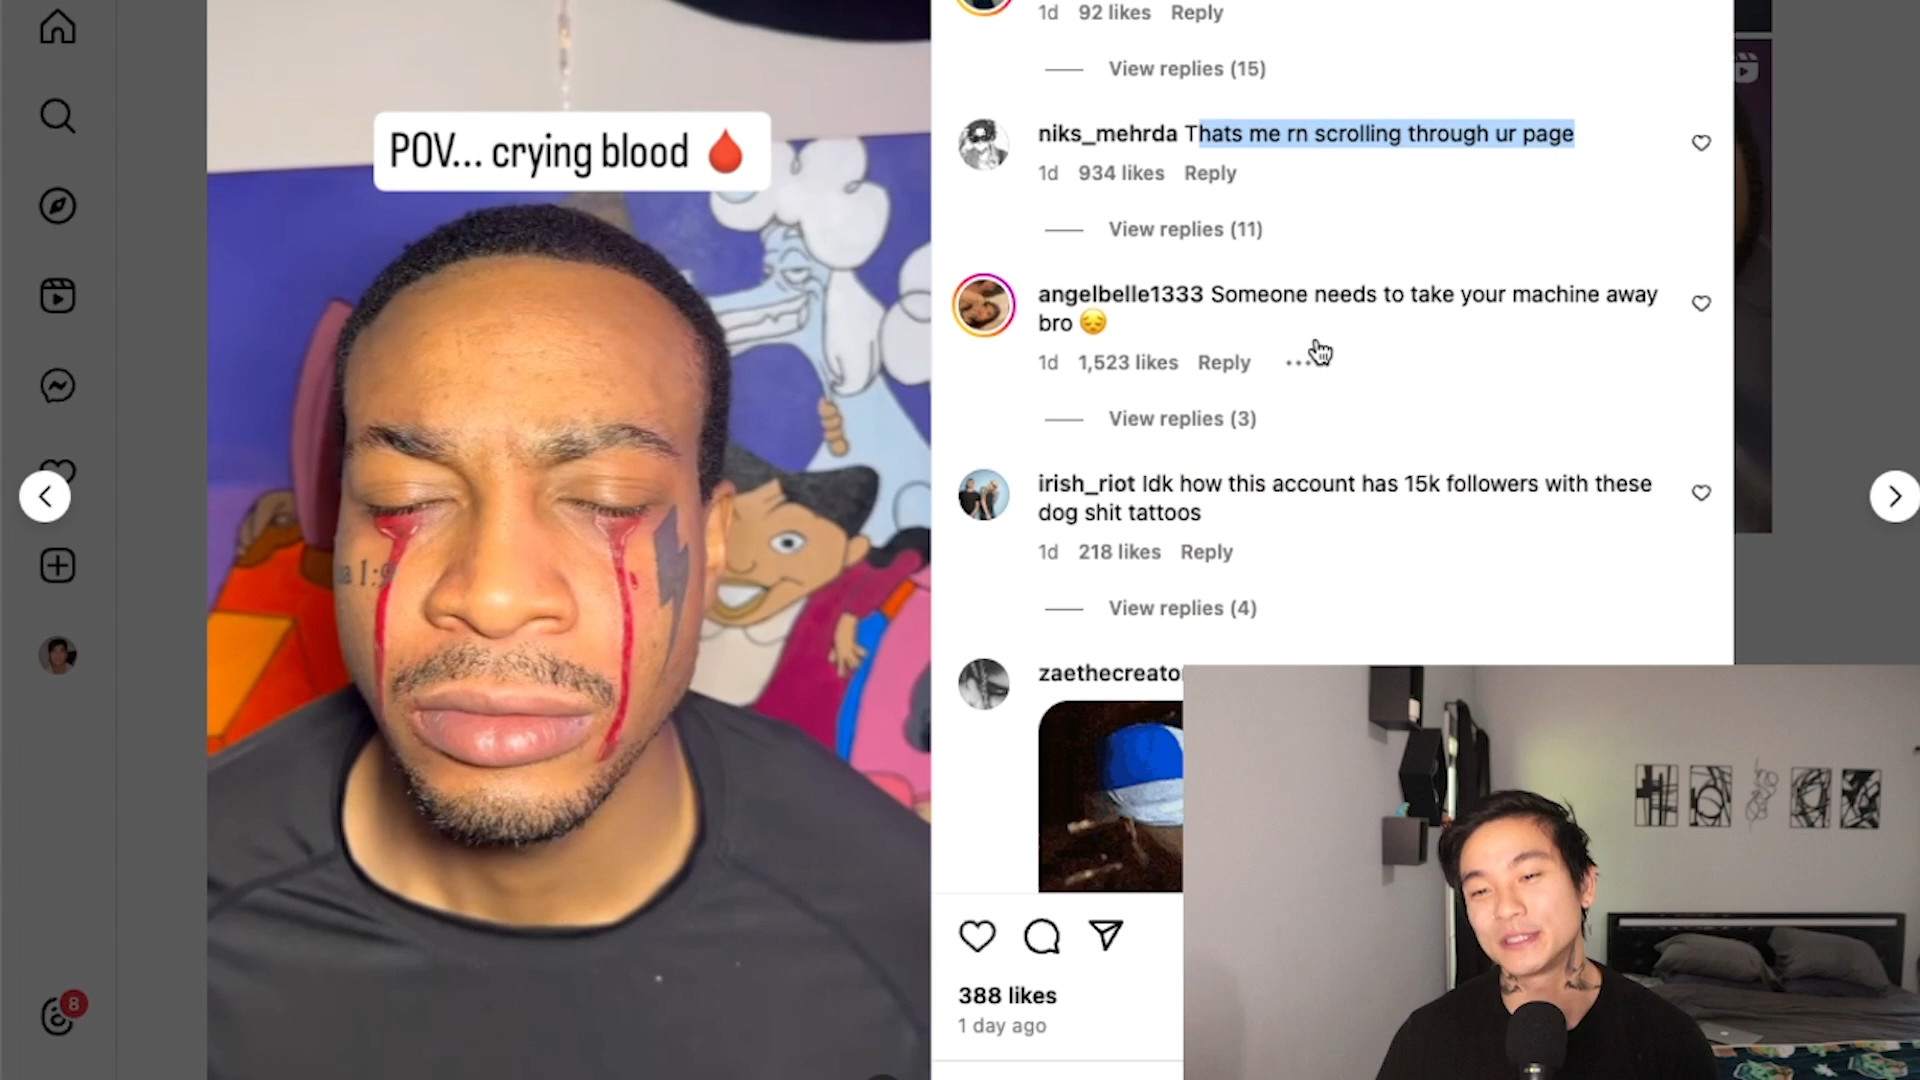 POV... crying blood
1:9
1d 92 likes Reply
View replies (15)
niks_mehrda Thats me rn scrolling through ur page
1d 934 likes Reply
View replies (11)
angelbelle1333 Someone needs to take your machine away
bro 😔
1d 1,523 likes Reply
View replies (3)
irish_riot Idk how this account has 15k followers with these
dog shit tattoos
1d 218 likes Reply
View replies (4)
388 likes
1 day ago
8